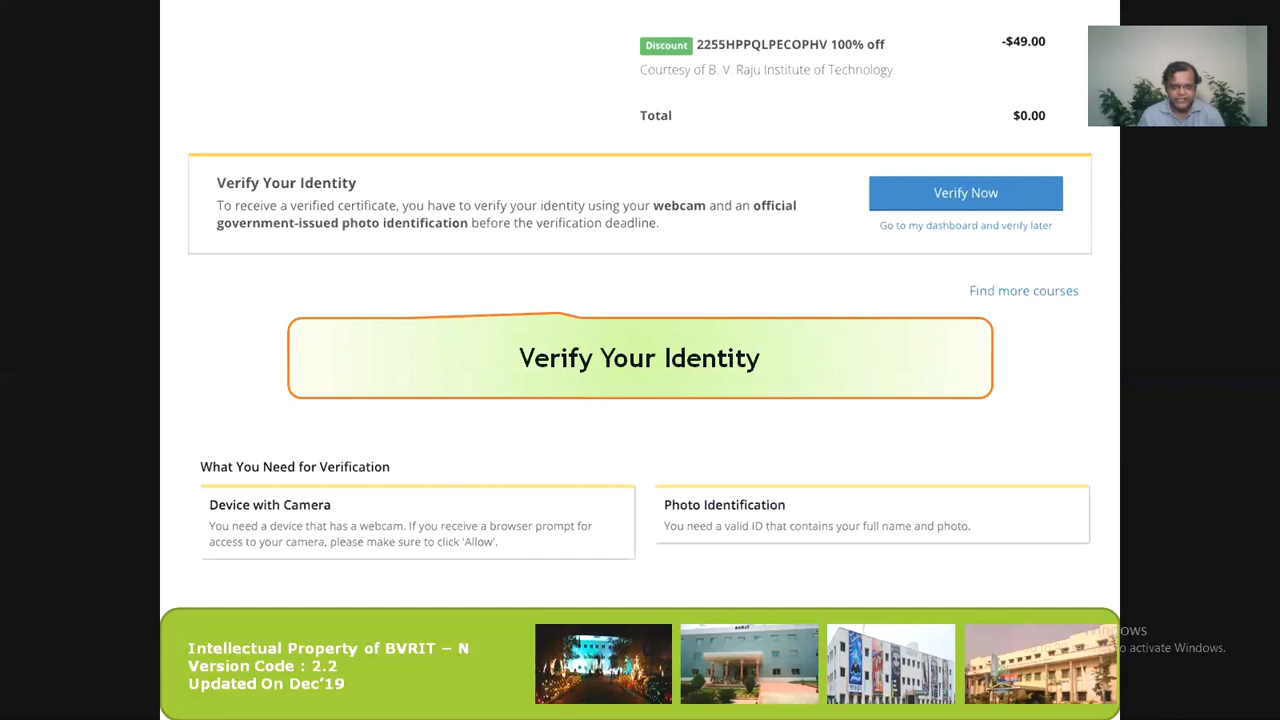 Discount 2255HPPQLPECOPHV 100% off -$49.00
Courtesy of B. V. Raju Institute of Technology
Total $0.00
Verify Your Identity
To receive a verified certificate, you have to verify your identity using your webcam and an official
government-issued photo identification before the verification deadline.
Verify Now
Go to my dashboard and verify later
Find more courses
Verify Your Identity
What You Need for Verification
Device with Camera
You need a device that has a webcam. If you receive a browser prompt for
access to your camera, please make sure to click 'Allow'.
Photo Identification
You need a valid ID that contains your full name and photo.
Intellectual Property of BVRIT – N
Version Code : 2.2
Updated On Dec'19
to activate Windows.